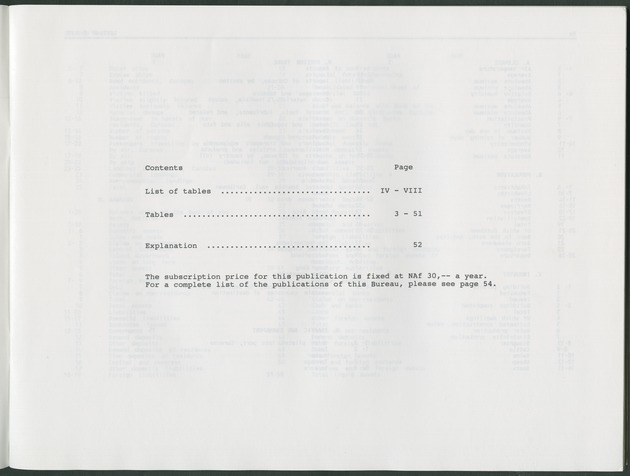 Contents Page
List of tables ................................ IV - VIII
Tables ........................................ 3 - 51
Explanation ................................... 52
The subscription price for this publication is fixed at NAf 30,-- a year.
For a complete list of the publications of this Bureau, please see page 54.